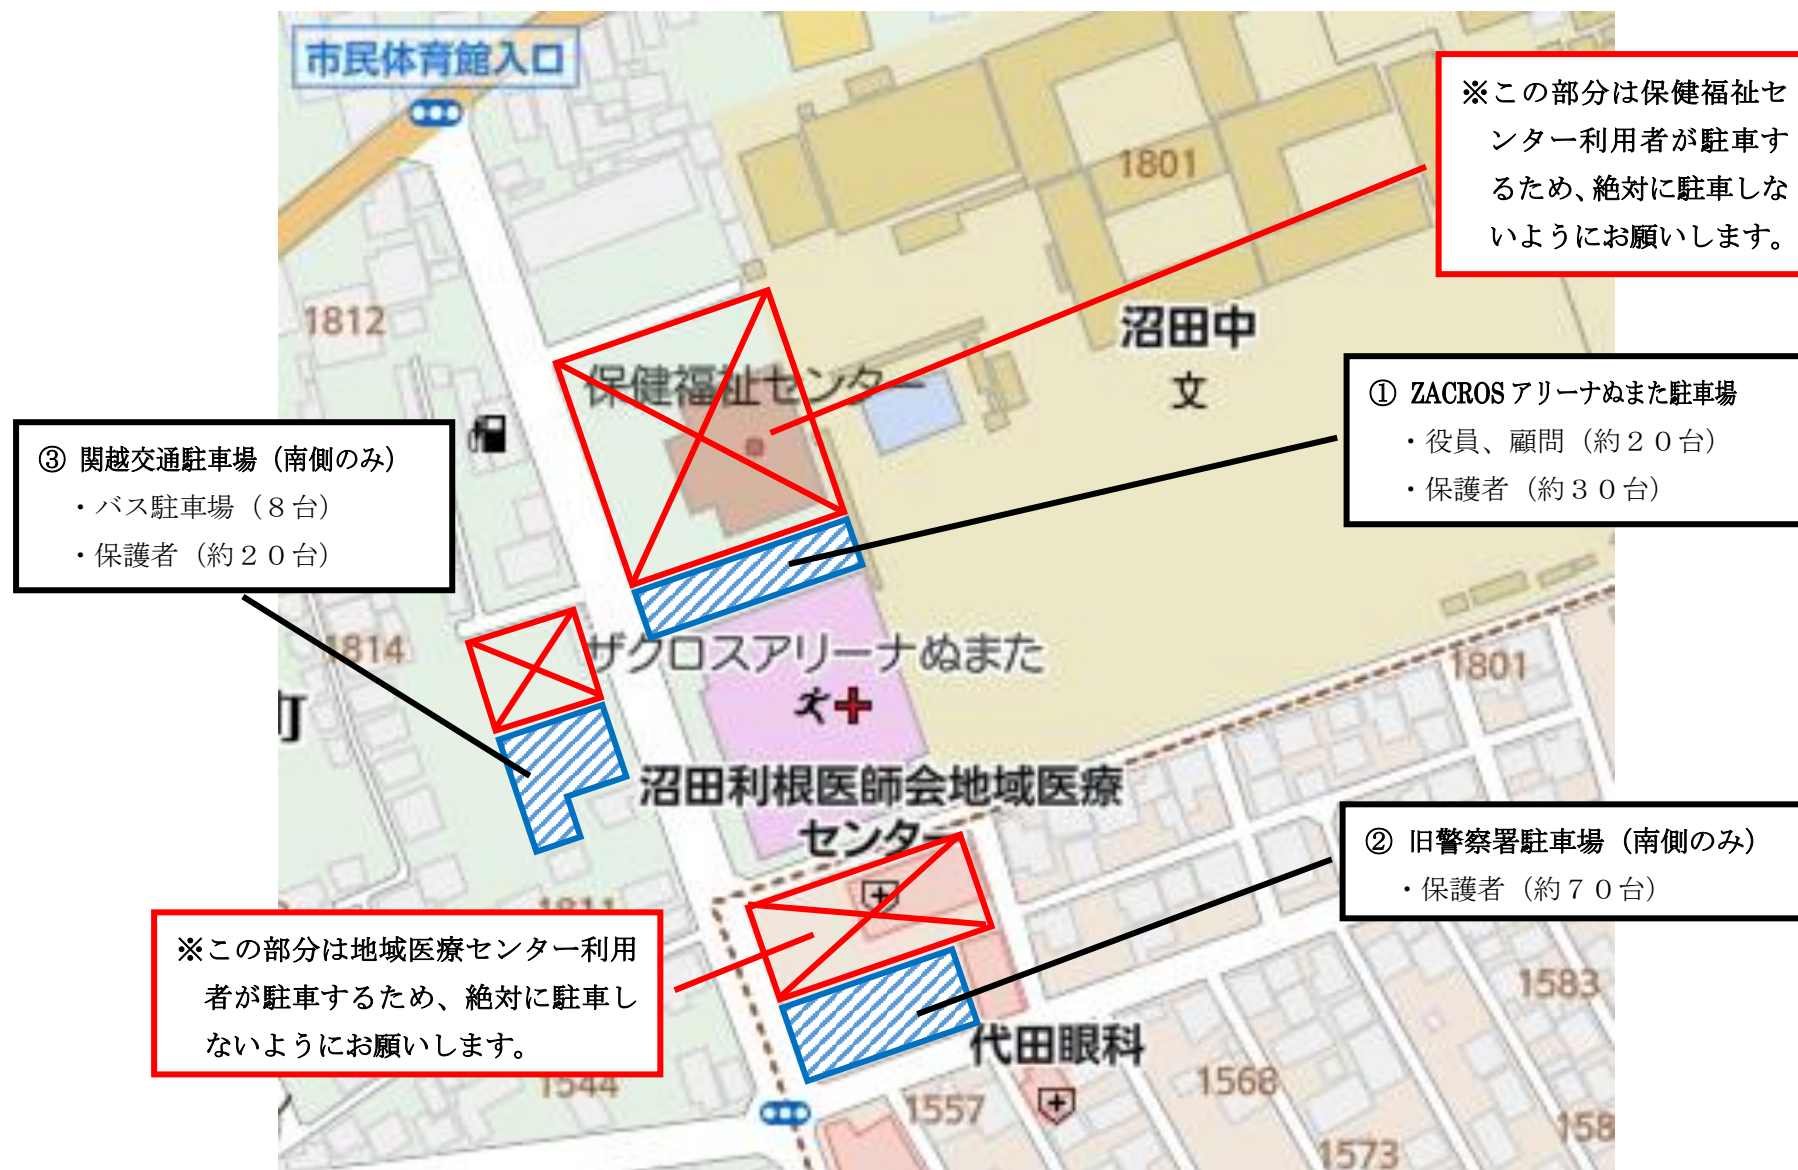 市民体育館入口
※この部分は保健福祉セ
ンター利用者が駐車す
るため、絶対に駐車しな
いようにお願いします。
1801
1812
沼田中
文
保健福祉センター
① ZACROSアリーナぬまた駐車場
・役員、顧問（約２０台）
・保護者（約３０台）
③ 関越交通駐車場（南側のみ）
・バス駐車場（８台）
・保護者（約２０台）
1814
ザクロスアリーナぬまた
1801
町
沼田利根医師会地域医療
センター
② 旧警察署駐車場（南側のみ）
・保護者（約７０台）
1811
※この部分は地域医療センター利用
者が駐車するため、絶対に駐車し
ないようにお願いします。
1583
代田眼科
1544
1568
1557
158
1573